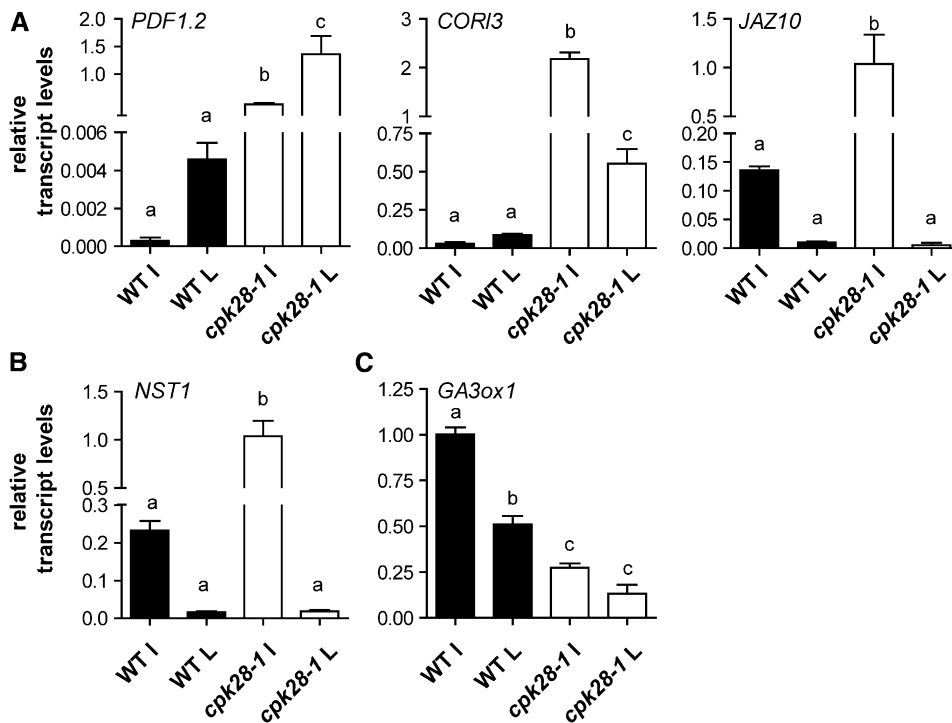 A
PDF1.2
CORI3
JAZ10
relative
transcript levels
2.0
1.5
1.0
0.006
0.004
0.002
0.000
a
a
b
c
WT I
WT L
cpk28-1 I
cpk28-1 L
3
2
1
0.75
0.50
0.25
0.00
a
a
b
c
WT I
WT L
cpk28-1 I
cpk28-1 L
1.5
1.0
0.5
0.20
0.15
0.10
0.05
0.00
a
a
b
a
WT I
WT L
cpk28-1 I
cpk28-1 L
B
NST1
relative
transcript levels
1.5
1.0
0.5
0.3
0.2
0.1
0.0
a
a
b
a
WT I
WT L
cpk28-1 I
cpk28-1 L
C
GA3ox1
1.25
1.00
0.75
0.50
0.25
0.00
a
b
c
c
WT I
WT L
cpk28-1 I
cpk28-1 L